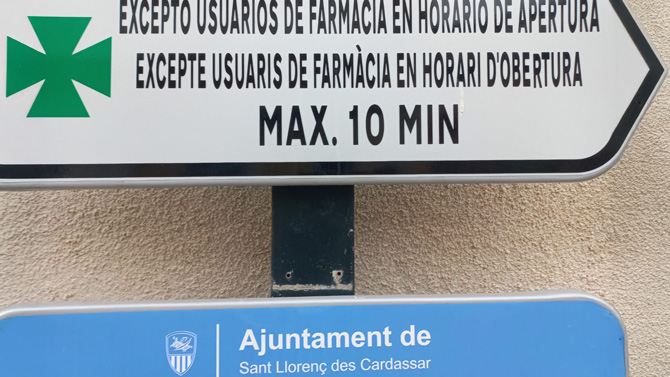 EXCEPTO USUARIOS DE FARMACIA EN HORARIO DE APERTURA
EXCEPTE USUARIS DE FARMÀCIA EN HORARI D'OBERTURA
MAX. 10 MIN
Ajuntament de
Sant Llorenç des Cardassar